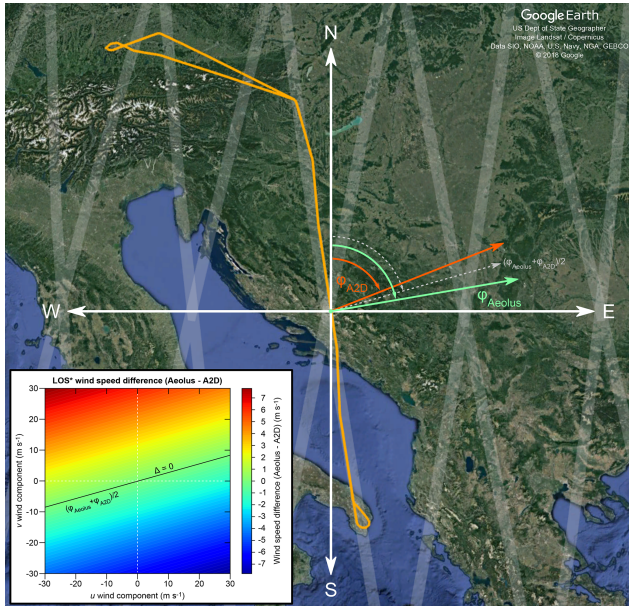 Google Earth
US Dept of State Geographer
Image Landsat / Copernicus
Data SIO, NOAA, U.S. Navy, NGA, GEBCO
© 2018 Google
N
(φAeolus+φA2D)/2
φA2D
φAeolus
W
E
S
LOS* wind speed difference (Aeolus - A2D)
30
20
10
0
-10
-20
-30
v wind component (m s⁻¹)
-30
-20
-10
0
10
20
30
u wind component (m s⁻¹)
Δ = 0
(φAeolus+φA2D)/2
7
6
5
4
3
2
1
0
-1
-2
-3
-4
-5
-6
-7
Wind speed difference (Aeolus - A2D) (m s⁻¹)